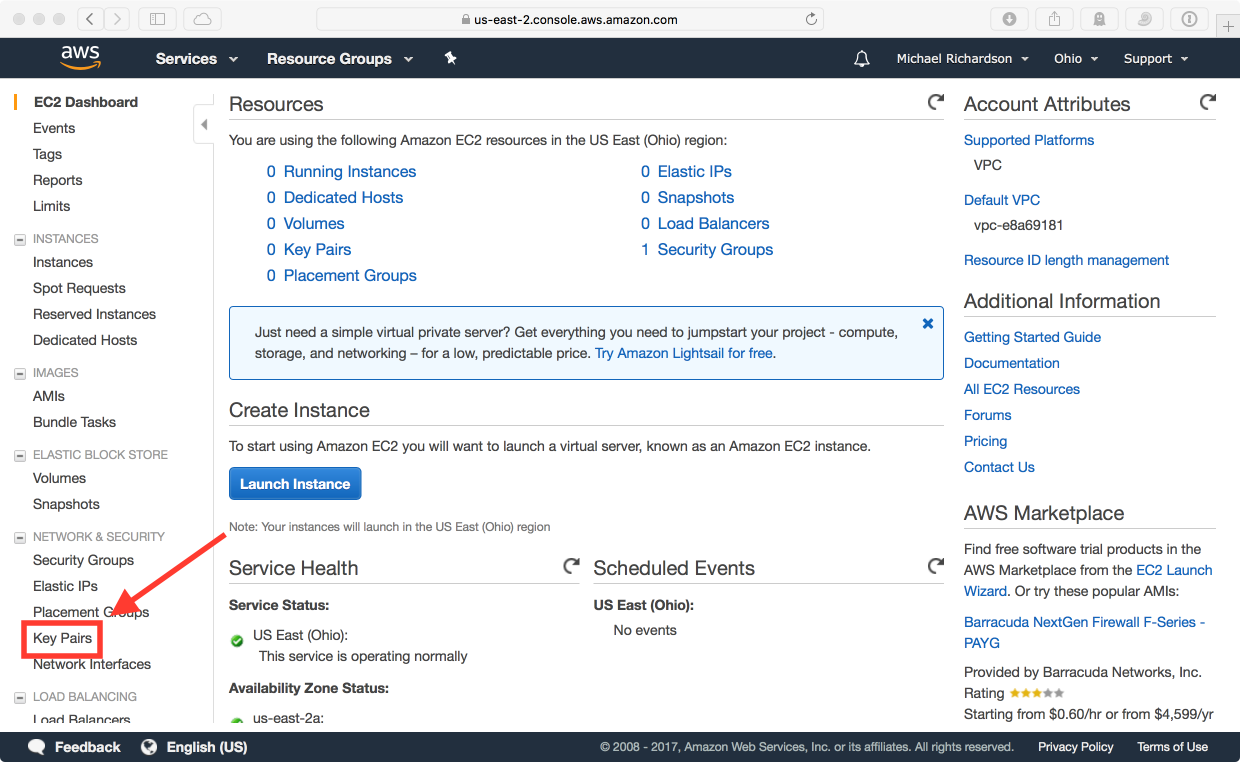 us-east-2.console.aws.amazon.com
aws
Services
Resource Groups
Michael Richardson
Ohio
Support
EC2 Dashboard
Events
Tags
Reports
Limits
INSTANCES
Instances
Spot Requests
Reserved Instances
Dedicated Hosts
IMAGES
AMIs
Bundle Tasks
ELASTIC BLOCK STORE
Volumes
Snapshots
NETWORK & SECURITY
Security Groups
Elastic IPs
Placement Groups
Key Pairs
Network Interfaces
LOAD BALANCING
Load Balancers
Resources
You are using the following Amazon EC2 resources in the US East (Ohio) region:
0 Running Instances
0 Dedicated Hosts
0 Volumes
0 Key Pairs
0 Placement Groups
0 Elastic IPs
0 Snapshots
0 Load Balancers
1 Security Groups
Just need a simple virtual private server? Get everything you need to jumpstart your project - compute,
storage, and networking – for a low, predictable price. Try Amazon Lightsail for free.
Create Instance
To start using Amazon EC2 you will want to launch a virtual server, known as an Amazon EC2 instance.
Launch Instance
Note: Your instances will launch in the US East (Ohio) region
Service Health
Service Status:
US East (Ohio):
This service is operating normally
Availability Zone Status:
us-east-2a:
Scheduled Events
US East (Ohio):
No events
Account Attributes
Supported Platforms
VPC
Default VPC
vpc-e8a69181
Resource ID length management
Additional Information
Getting Started Guide
Documentation
All EC2 Resources
Forums
Pricing
Contact Us
AWS Marketplace
Find free software trial products in the
AWS Marketplace from the EC2 Launch
Wizard. Or try these popular AMIs:
Barracuda NextGen Firewall F-Series -
PAYG
Provided by Barracuda Networks, Inc.
Rating
Starting from $0.60/hr or from $4,599/yr
Feedback
English (US)
© 2008 - 2017, Amazon Web Services, Inc. or its affiliates. All rights reserved.
Privacy Policy
Terms of Use